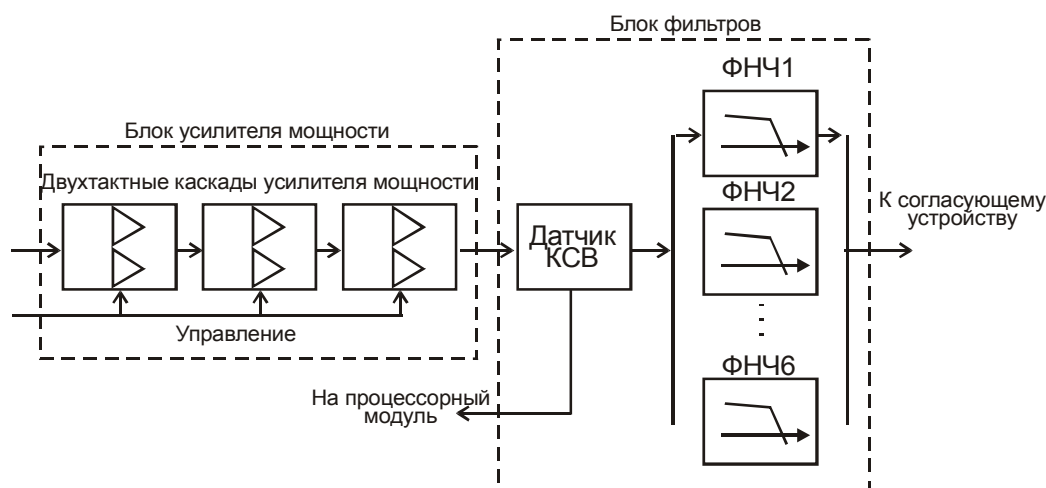 Блок фильтров
ФНЧ1
Блок усилителя мощности
Двухтактные каскады усилителя мощности
ФНЧ2
К согласующему
устройству
Датчик
КСВ
Управление
ФНЧ6
На процессорный
модуль